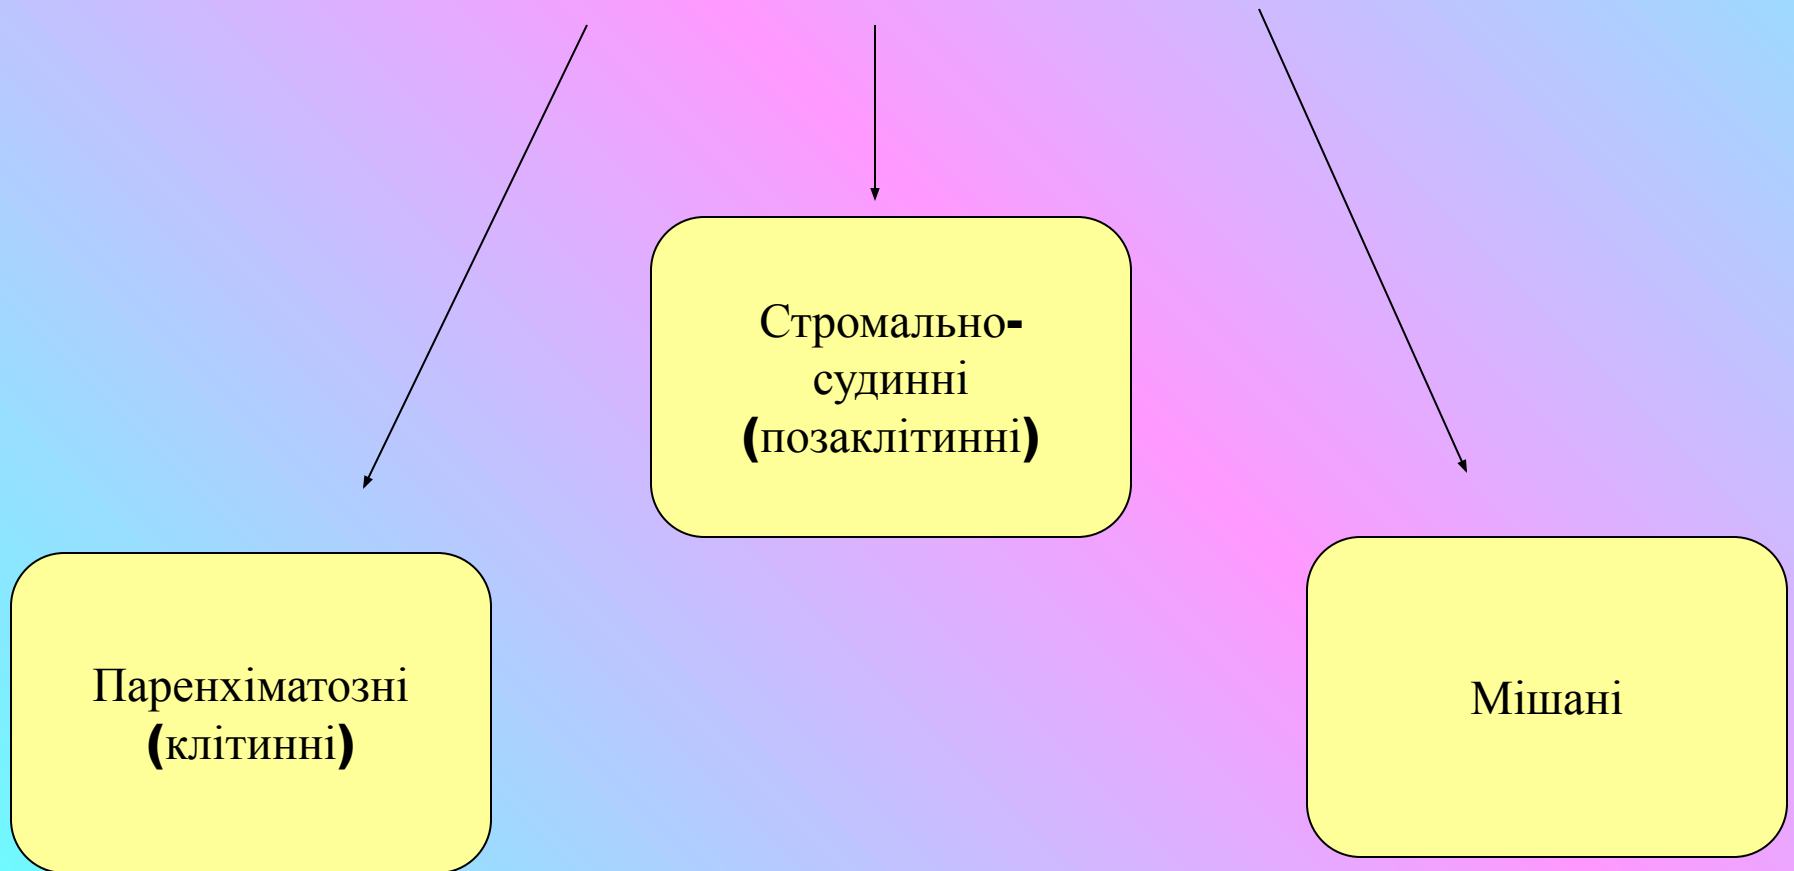 Стромально-
судинні
(позаклітинні)
Паренхіматозні
(клітинні)
Мішані